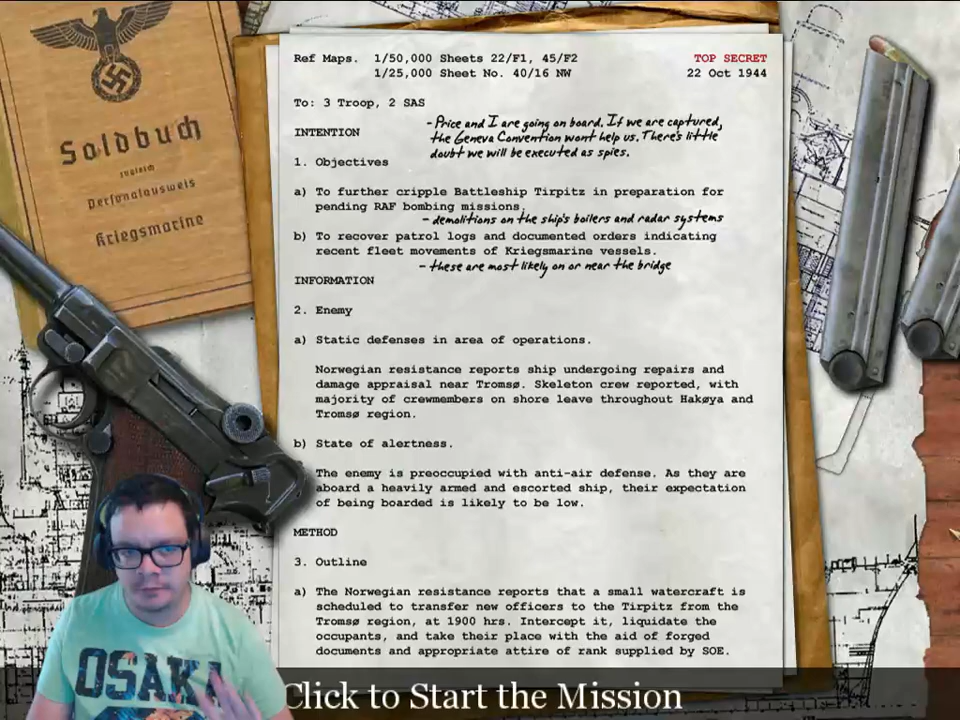 Soldbuch
zugleich
Personalausweis
Kriegsmarine
Ref Maps. 1/50,000 Sheets 22/F1, 45/F2
1/25,000 Sheet No. 40/16 NW
TOP SECRET
22 Oct 1944
To: 3 Troop, 2 SAS
- Price and I are going on board. If we are captured,
the Geneva Convention wont help us. There's little
doubt we will be executed as spies.
INTENTION
1. Objectives
a) To further cripple Battleship Tirpitz in preparation for
pending RAF bombing missions.
- demolitions on the ship's boilers and radar systems
b) To recover patrol logs and documented orders indicating
recent fleet movements of Kriegsmarine vessels.
- these are most likely on or near the bridge
INFORMATION
2. Enemy
a) Static defenses in area of operations.
Norwegian resistance reports ship undergoing repairs and
damage appraisal near Tromsø. Skeleton crew reported, with
majority of crewmembers on shore leave throughout Hakøya and
Tromsø region.
b) State of alertness.
The enemy is preoccupied with anti-air defense. As they are
aboard a heavily armed and escorted ship, their expectation
of being boarded is likely to be low.
METHOD
3. Outline
a) The Norwegian resistance reports that a small watercraft is
scheduled to transfer new officers to the Tirpitz from the
Tromsø region, at 1900 hrs. Intercept it, liquidate the
occupants, and take their place with the aid of forged
documents and appropriate attire of rank supplied by SOE.
OSAKA
Click to Start the Mission